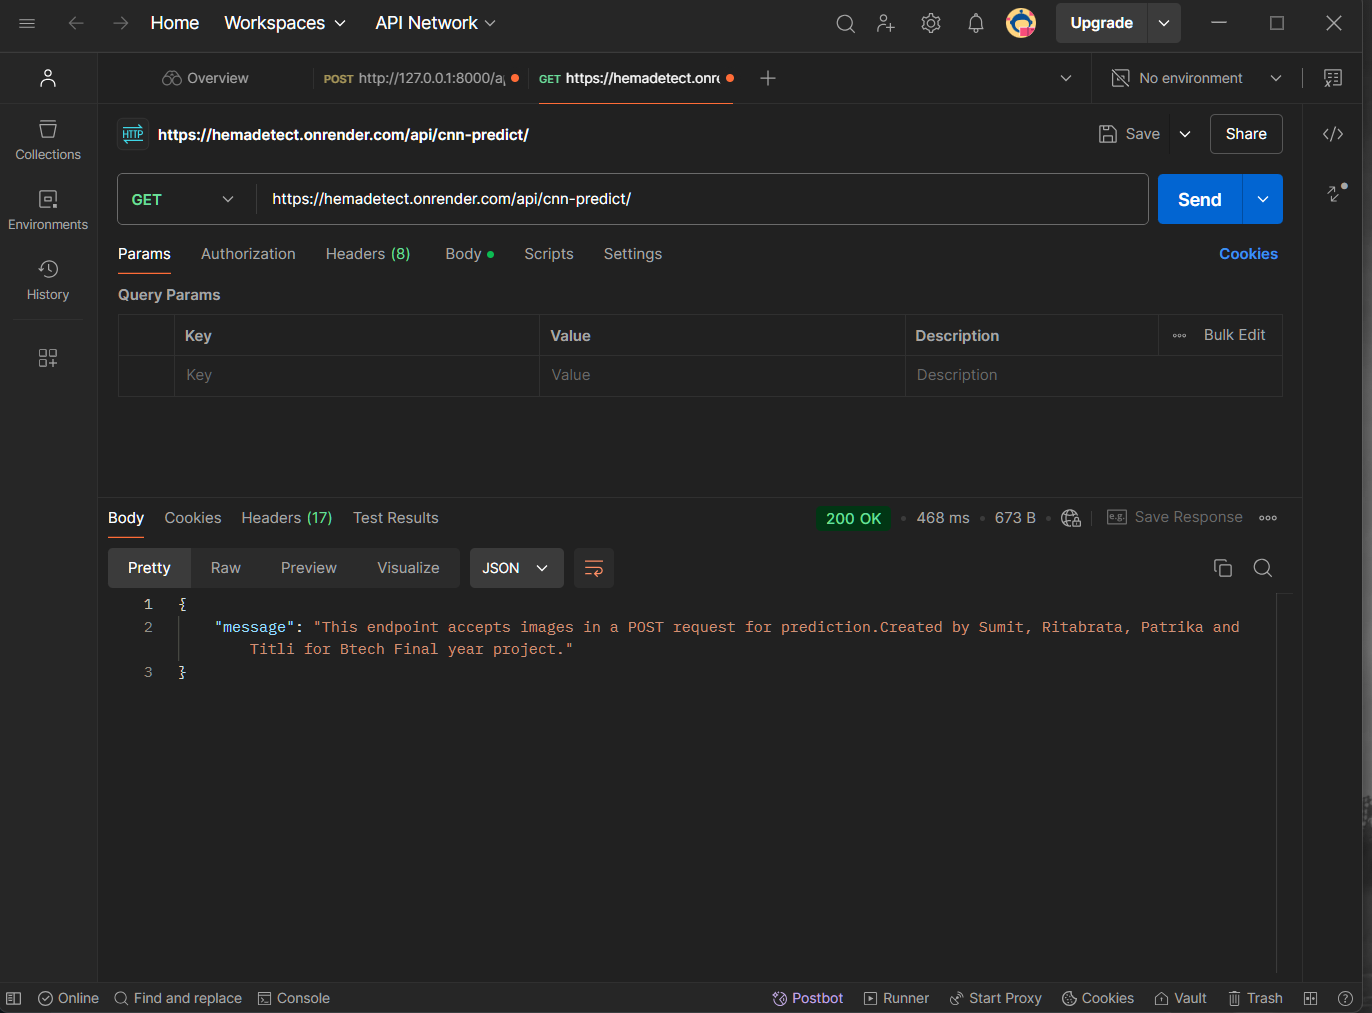 Home Workspaces API Network Upgrade
Overview POST http://127.0.0.1:8000/a GET https://hemadetect.onre No environment
HTTP https://hemadetect.onrender.com/api/cnn-predict/ Save Share
Collections
GET https://hemadetect.onrender.com/api/cnn-predict/ Send
Environments
Params Authorization Headers (8) Body Scripts Settings Cookies
History
Query Params
Key Value Description Bulk Edit
Key Value Description
Body Cookies Headers (17) Test Results 200 OK 468 ms 673 B e.g. Save Response
Pretty Raw Preview Visualize JSON
1 {
2 "message": "This endpoint accepts images in a POST request for prediction.Created by Sumit, Ritabrata, Patrika and
Titli for Btech Final year project."
3 }
Online Find and replace Console Postbot Runner Start Proxy Cookies Vault Trash